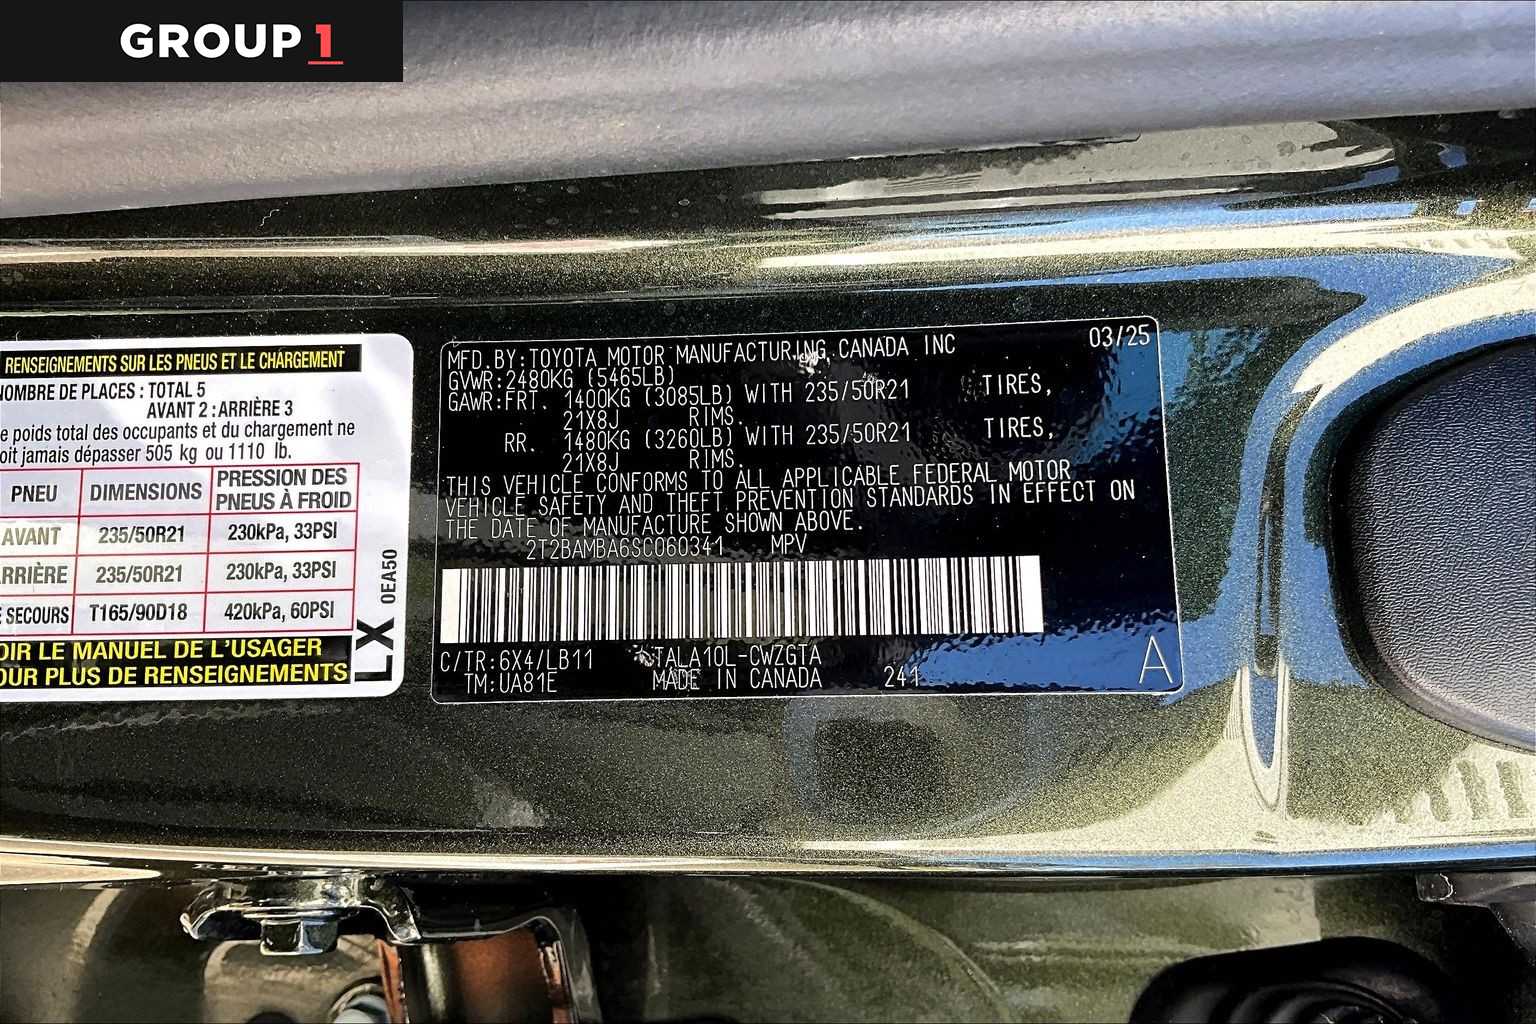 GROUP 1
RENSEIGNEMENTS SUR LES PNEUS ET LE CHARGEMENT
NOMBRE DE PLACES : TOTAL 5
AVANT 2 : ARRIÈRE 3
e poids total des occupants et du chargement ne
oit jamais dépasser 505 kg ou 1110 lb.
PNEU DIMENSIONS PRESSION DES PNEUS À FROID
AVANT 235/50R21 230kPa, 33PSI
ARRIÈRE 235/50R21 230kPa, 33PSI
E SECOURS T165/90D18 420kPa, 60PSI
OIR LE MANUEL DE L'USAGER
OUR PLUS DE RENSEIGNEMENTS
LX 0EA50
03/25
MFD.BY:TOYOTA MOTOR MANUFACTURING CANADA INC
GVWR:2480KG (5465LB)
GAWR:FRT. 1400KG (3085LB) WITH 235/50R21 TIRES,
21X8J RIMS.
RR. 1480KG (3260LB) WITH 235/50R21 TIRES,
21X8J RIMS.
THIS VEHICLE CONFORMS TO ALL APPLICABLE FEDERAL MOTOR
VEHICLE SAFETY AND THEFT PREVENTION STANDARDS IN EFFECT ON
THE DATE OF MANUFACTURE SHOWN ABOVE.
2T2BAMBA6SC060341 MPV
C/TR:6X4/LB11 TALA10L-CWZGTA
TM:UA81E MADE IN CANADA 241
A